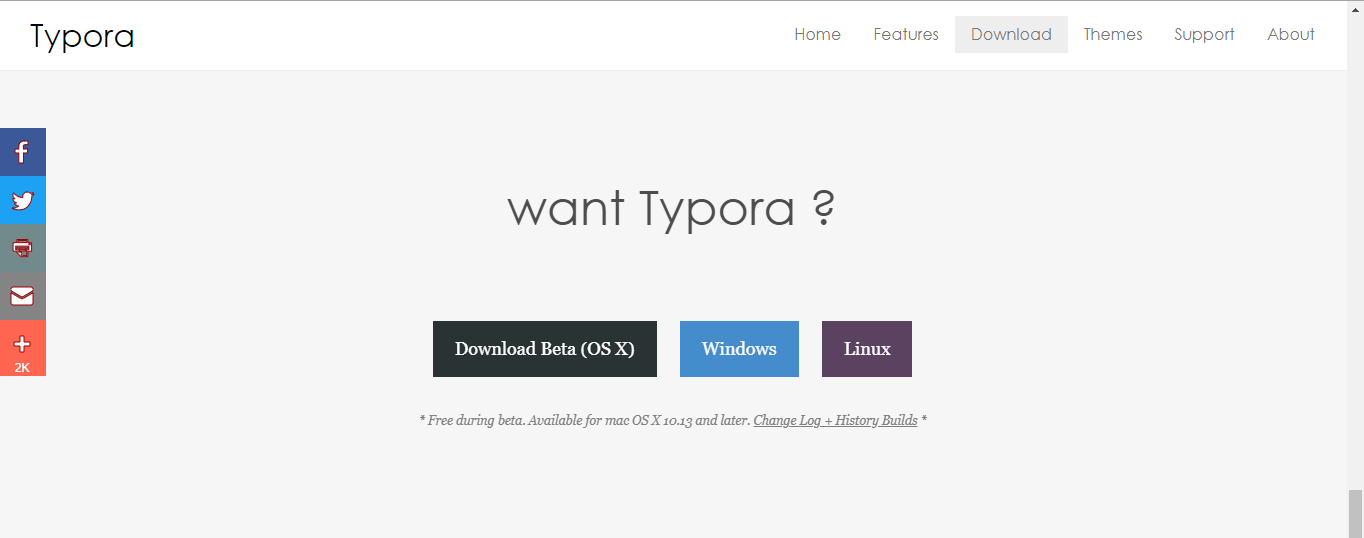 Typora
Home Features Download Themes Support About
want Typora ?
Download Beta (OS X) Windows Linux
* Free during beta. Available for mac OS X 10.13 and later. Change Log + History Builds *
2K